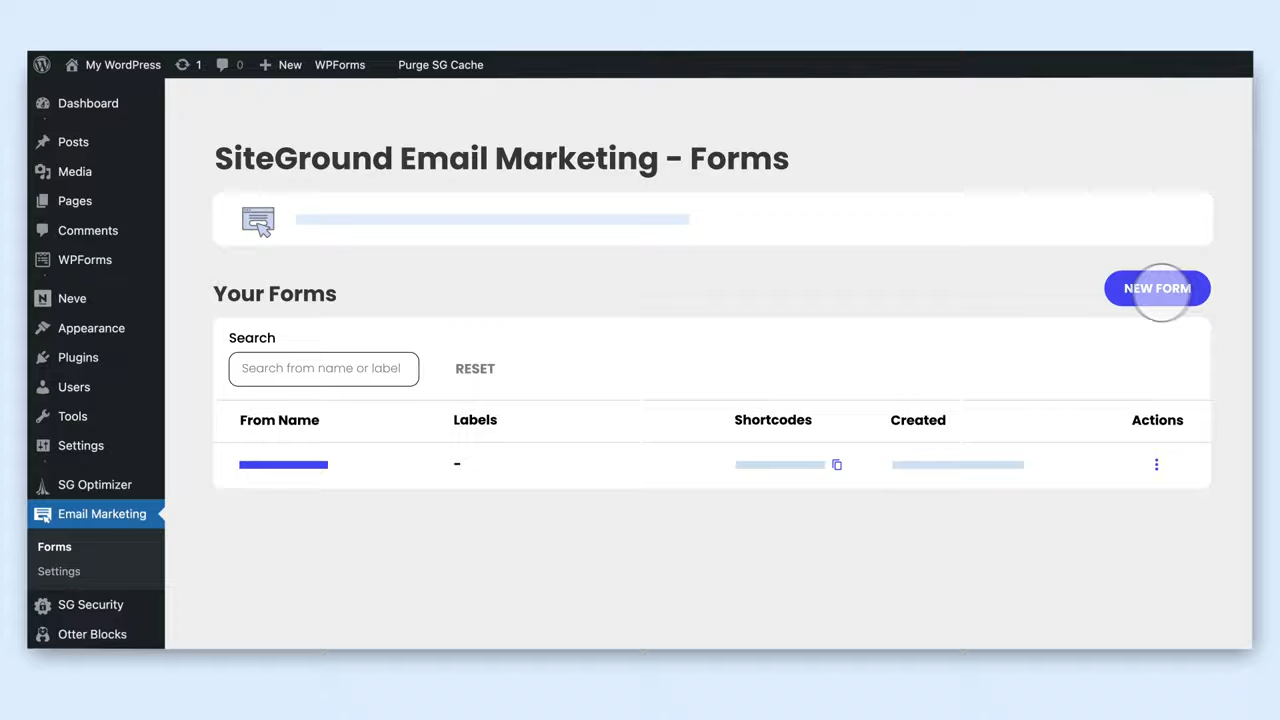 My WordPress 1 0 New WPForms Purge SG Cache
Dashboard
Posts
Media
Pages
Comments
WPForms
Neve
Appearance
Plugins
Users
Tools
Settings
SG Optimizer
Email Marketing
Forms
Settings
SG Security
Otter Blocks
SiteGround Email Marketing - Forms
Your Forms
NEW FORM
Search
Search from name or label
RESET
From Name Labels Shortcodes Created Actions
-